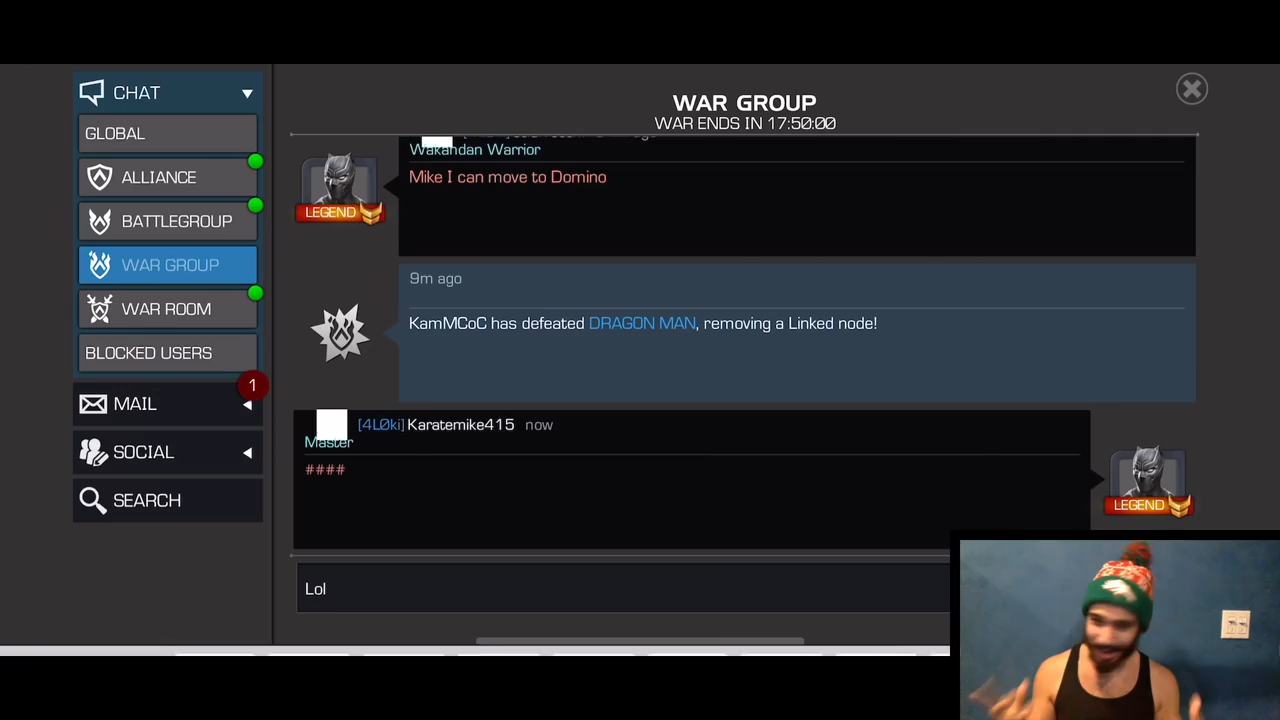 CHAT
GLOBAL
ALLIANCE
BATTLEGROUP
WAR GROUP
WAR ROOM
BLOCKED USERS
1
MAIL
SOCIAL
SEARCH
WAR GROUP
WAR ENDS IN 17:50:00
Wakandan Warrior
Mike I can move to Domino
LEGEND
9m ago
KamMCoC has defeated DRAGON MAN, removing a Linked node!
[4LØki] Karatemike415 now
Master
####
LEGEND
Lol